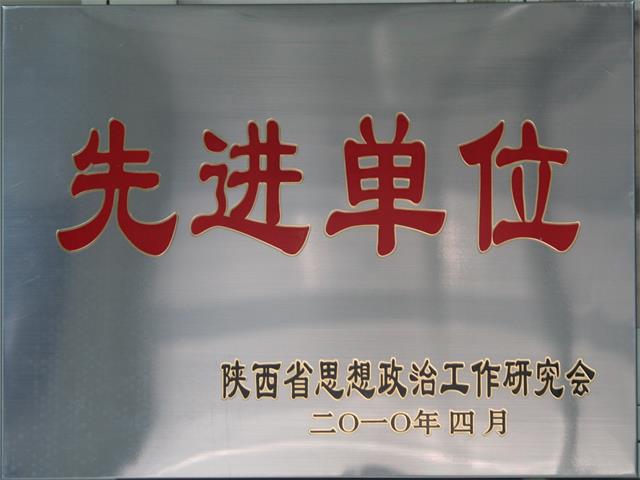 先进单位
陕西省思想政治工作研究会
二〇一〇年四月